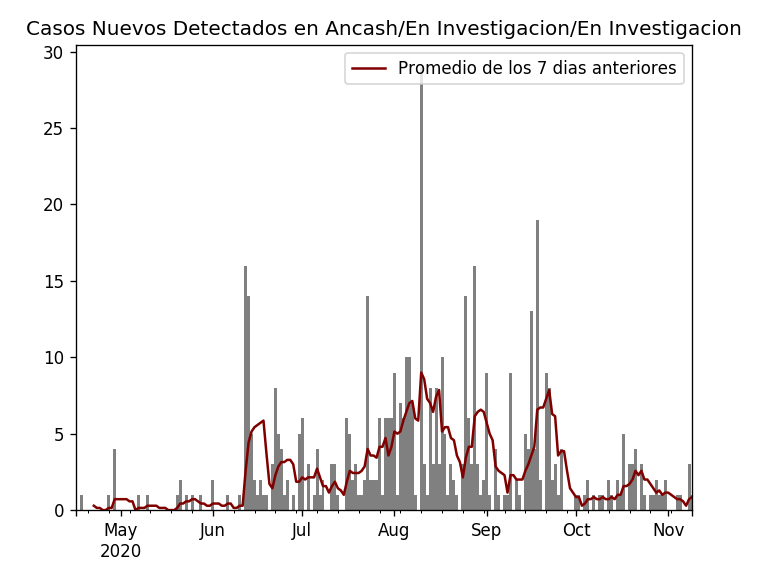 Casos Nuevos Detectados en Ancash/En Investigacion/En Investigacion
Promedio de los 7 dias anteriores
30
25
20
15
10
5
0
May Jun Jul Aug Sep Oct Nov
2020